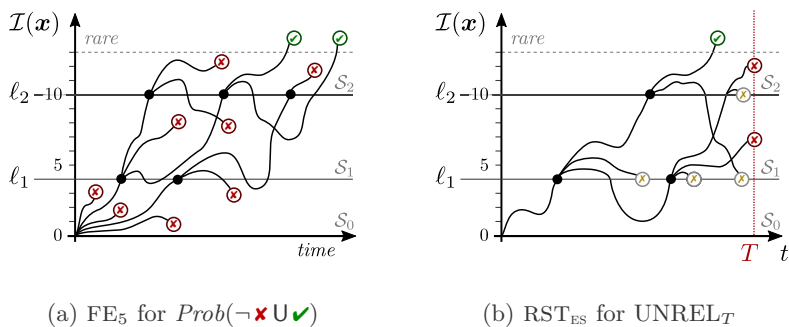 I(x)
rare
ℓ2
10
S2
5
ℓ1
S1
0
S0
time
(a) FE5 for Prob(¬✘ U ✔)
I(x)
rare
ℓ2
10
S2
5
ℓ1
S1
0
S0
T
t
(b) RSTES for UNRELT